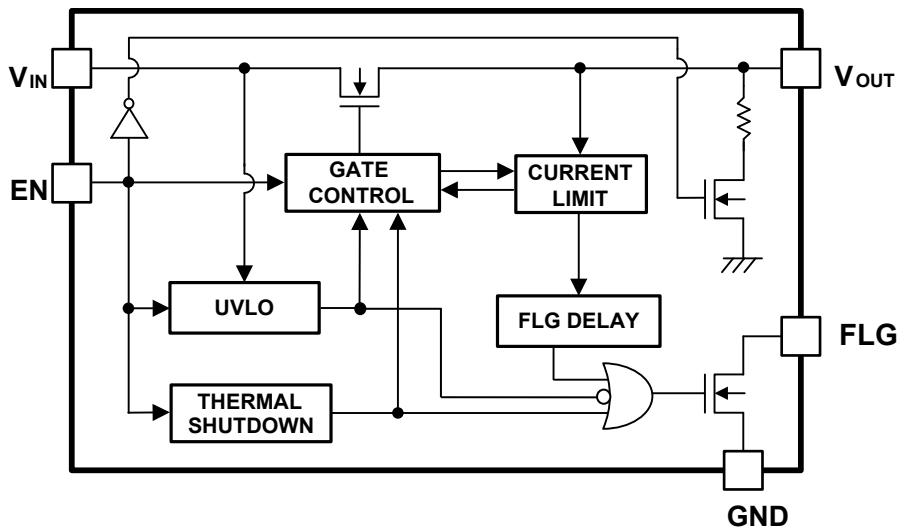 VIN
VOUT
EN
GATE
CONTROL
CURRENT
LIMIT
UVLO
FLG DELAY
FLG
THERMAL
SHUTDOWN
GND